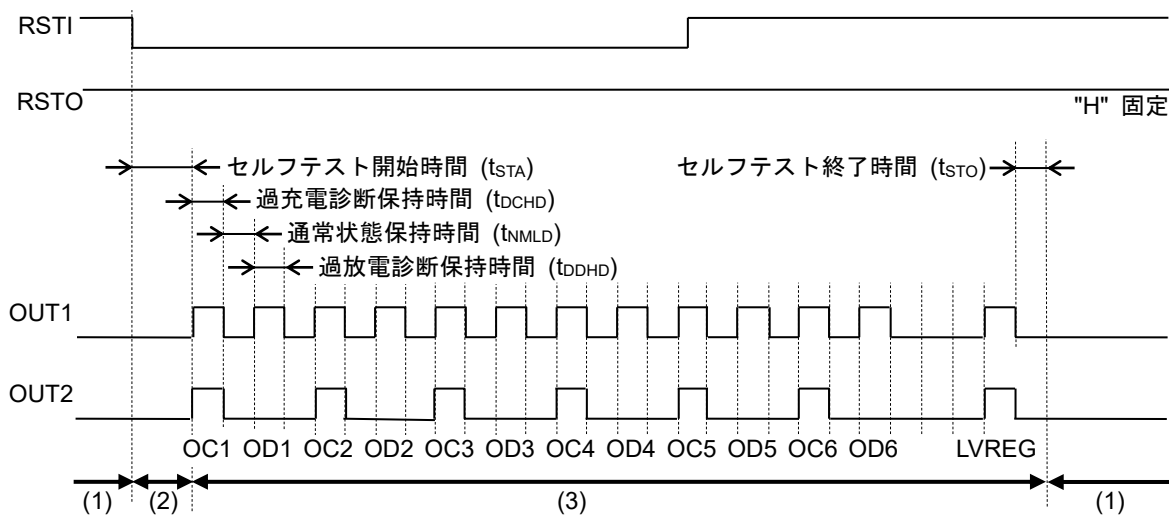 RSTI
RSTO
"H" 固定
セルフテスト開始時間 (tSTA)
セルフテスト終了時間 (tSTO)
過充電診断保持時間 (tDCHD)
通常状態保持時間 (tNMLD)
過放電診断保持時間 (tDDHD)
OUT1
OUT2
OC1 OD1 OC2 OD2 OC3 OD3 OC4 OD4 OC5 OD5 OC6 OD6 LVREG
(1) (2) (3) (1)